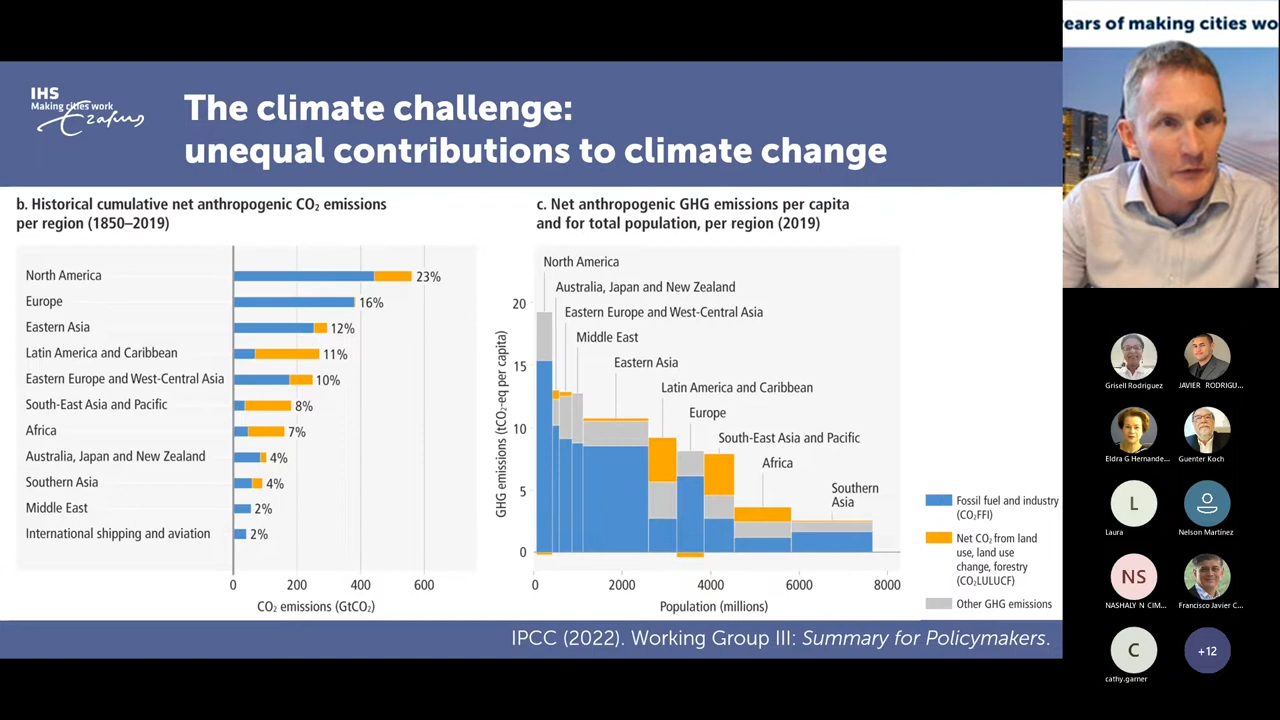 ears of making cities wo
IHS
Making cities work
Erasmus
The climate challenge:
unequal contributions to climate change
b. Historical cumulative net anthropogenic CO₂ emissions
per region (1850–2019)
North America
23%
Europe
16%
Eastern Asia
12%
Latin America and Caribbean
11%
Eastern Europe and West-Central Asia
10%
South-East Asia and Pacific
8%
Africa
7%
Australia, Japan and New Zealand
4%
Southern Asia
4%
Middle East
2%
International shipping and aviation
2%
0 200 400 600
CO₂ emissions (GtCO₂)
c. Net anthropogenic GHG emissions per capita
and for total population, per region (2019)
GHG emissions (tCO₂-eq per capita)
20
15
10
5
0
North America
Australia, Japan and New Zealand
Eastern Europe and West-Central Asia
Middle East
Eastern Asia
Latin America and Caribbean
Europe
South-East Asia and Pacific
Africa
Southern
Asia
0 2000 4000 6000 8000
Population (millions)
Fossil fuel and industry
(CO₂FFI)
Net CO₂ from land
use, land use
change, forestry
(CO₂LULUCF)
Other GHG emissions
IPCC (2022). Working Group III: Summary for Policymakers.
Grisell Rodriguez
JAVIER RODRIGU...
Eldra G Hernande...
Guenter Koch
L
Laura
Nelson Martínez
NS
NASHALY N CIM...
Francisco Javier C...
C
cathy.garner
+12